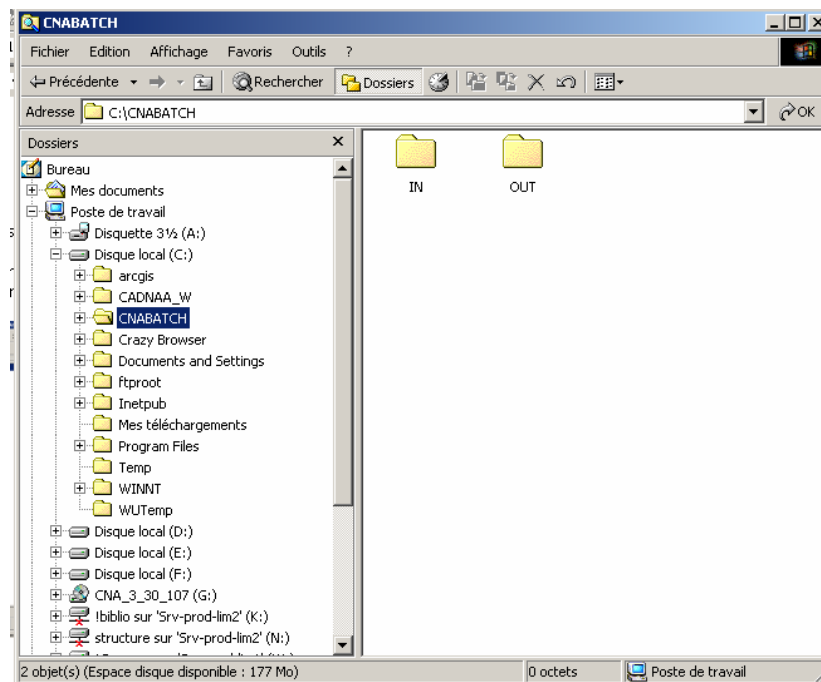 CNABATCH
Fichier Edition Affichage Favoris Outils ?
Précédente Rechercher Dossiers
Adresse C:\CNABATCH OK
Dossiers
Bureau
Mes documents
Poste de travail
Disquette 3½ (A:)
Disque local (C:)
arcgis
CADNAA_W
CNABATCH
Crazy Browser
Documents and Settings
ftproot
Inetpub
Mes téléchargements
Program Files
Temp
WINNT
WUTemp
Disque local (D:)
Disque local (E:)
Disque local (F:)
CNA_3_30_107 (G:)
!biblio sur 'Srv-prod-lim2' (K:)
structure sur 'Srv-prod-lim2' (N:)
IN OUT
2 objet(s) (Espace disque disponible : 177 Mo) 0 octets Poste de travail